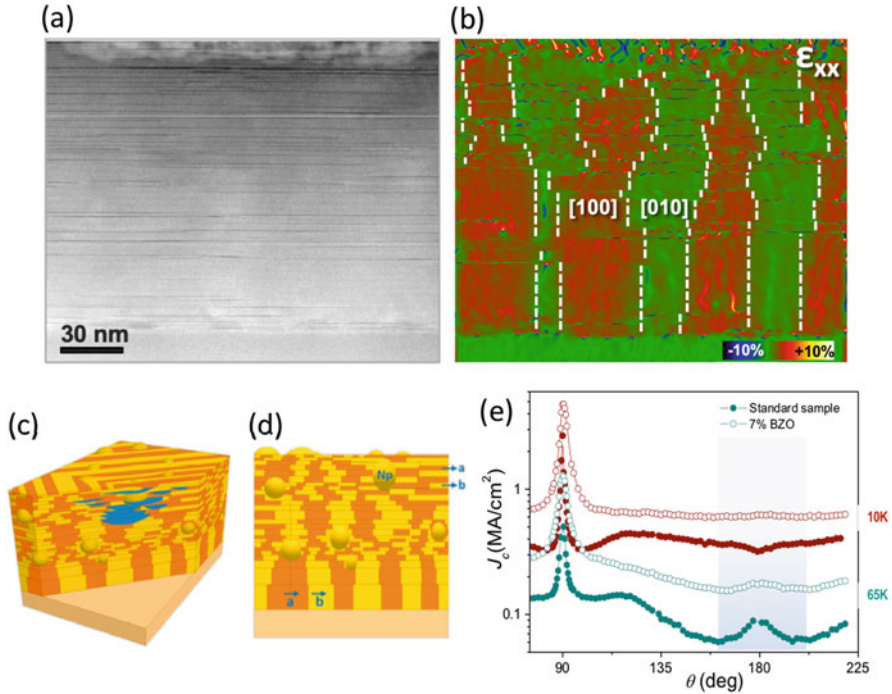 (a)
30 nm
(b)
εxx
[100]
[010]
-10%
+10%
(c)
(d)
Np
a
b
a
b
(e)
Standard sample
7% BZO
Jc(MA/cm²)
1
0.1
10K
65K
90
135
180
225
θ (deg)